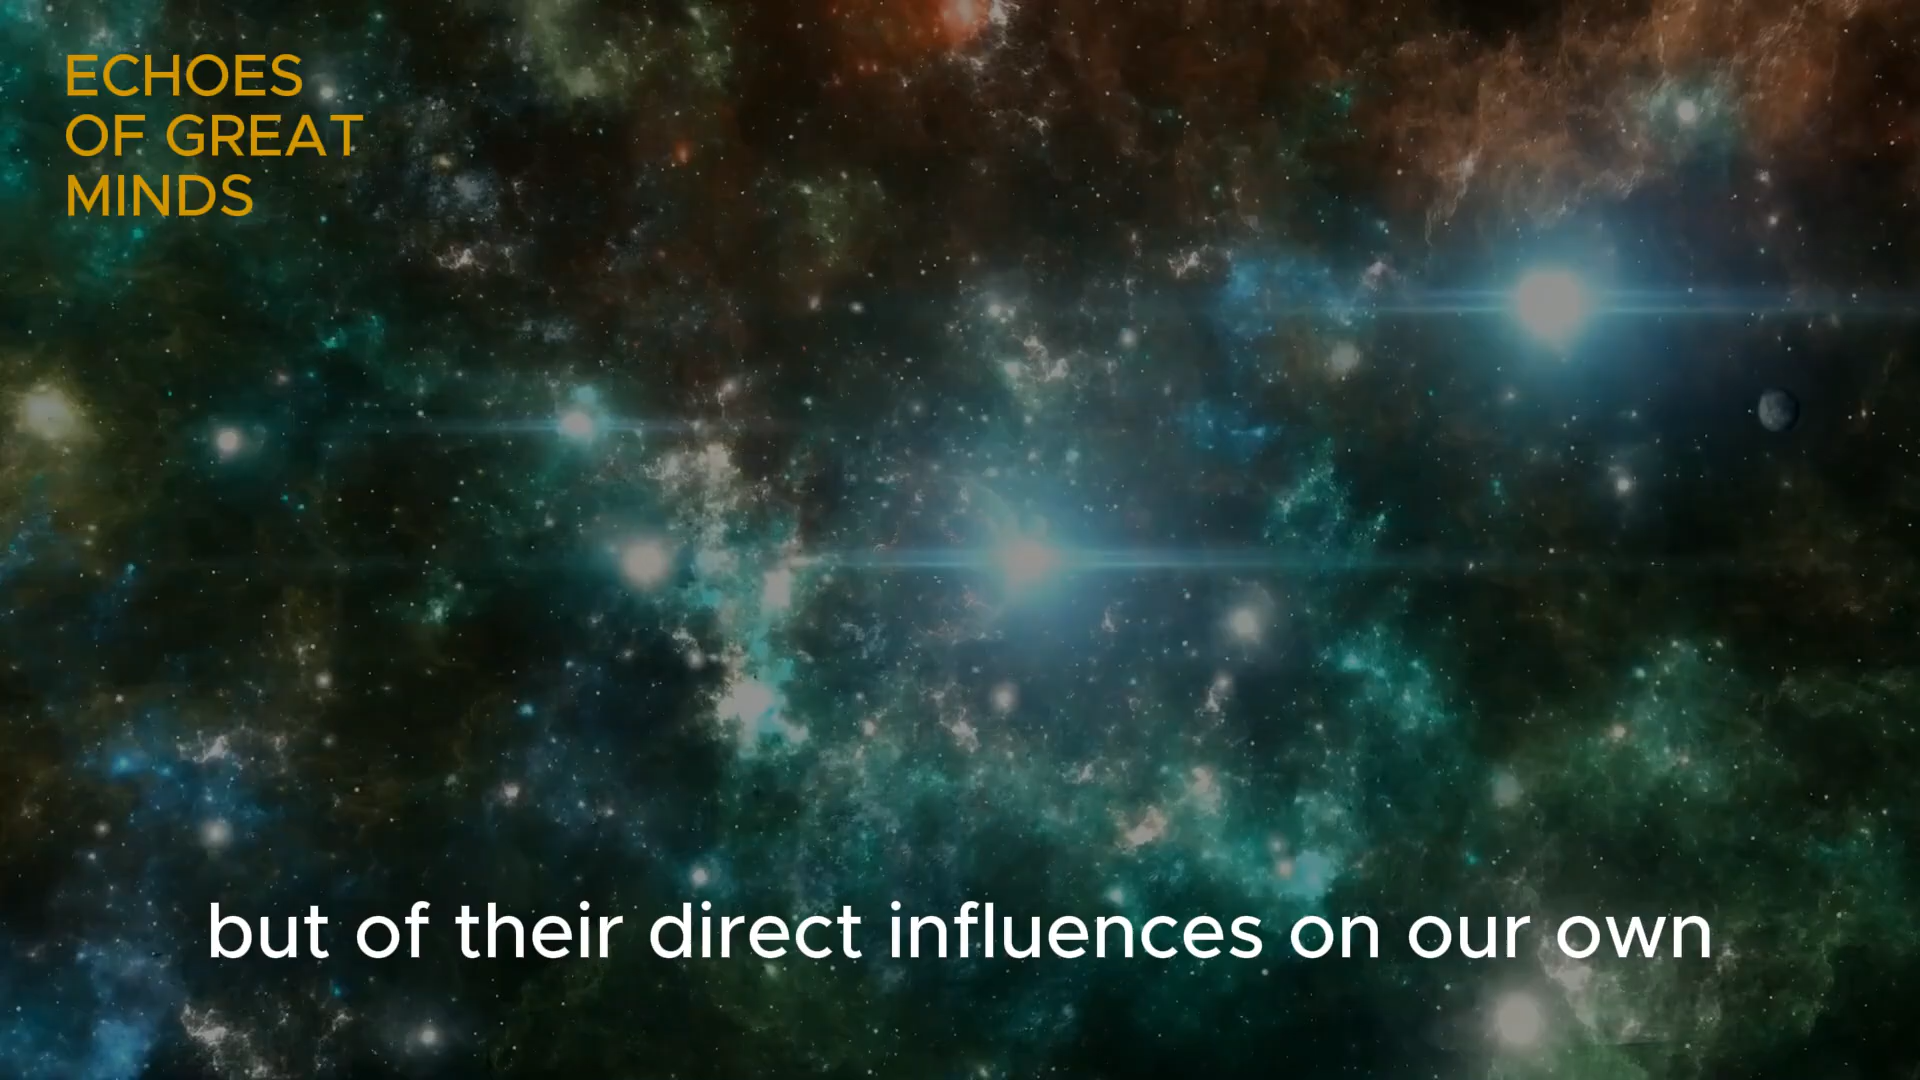 ECHOES
OF GREAT
MINDS
but of their direct influences on our own